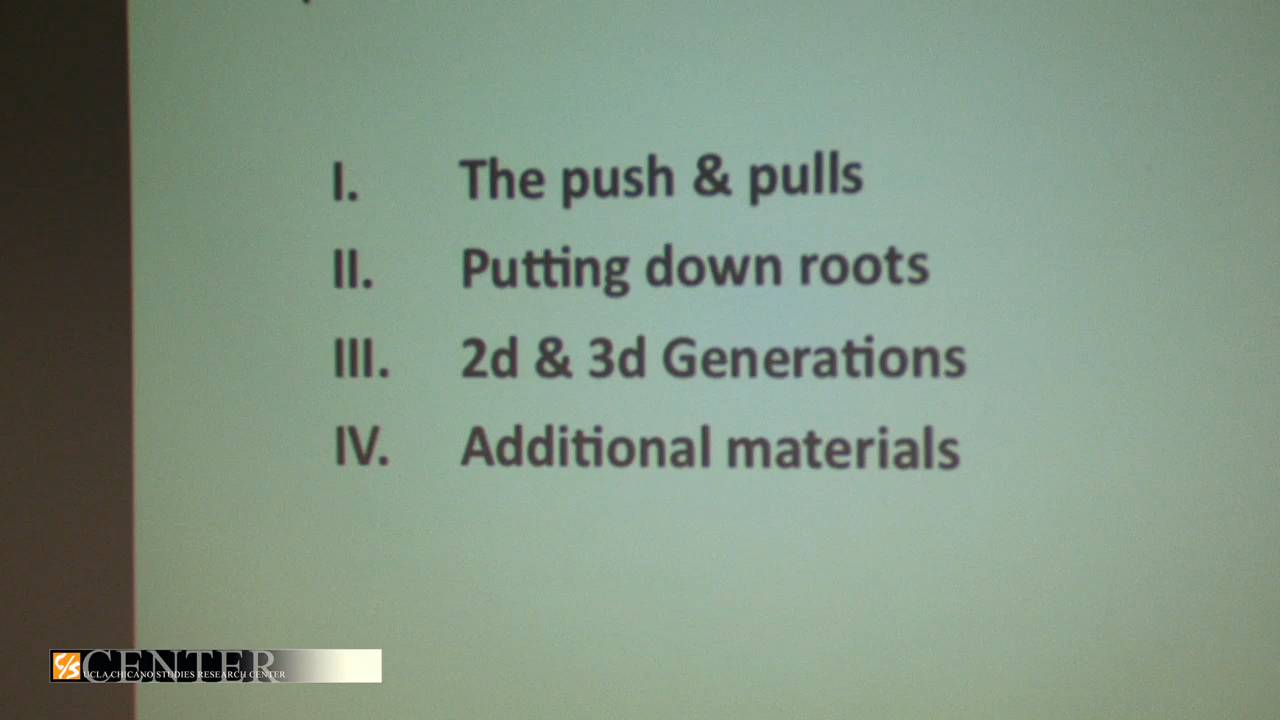 I. The push & pulls
II. Putting down roots
III. 2d & 3d Generations
IV. Additional materials
CENTER
UCLA CHICANO STUDIES RESEARCH CENTER